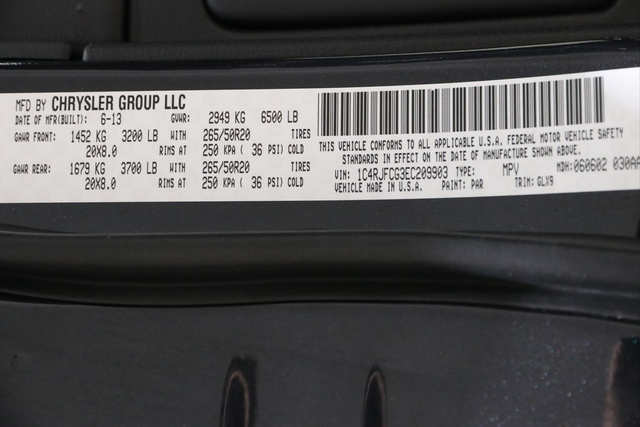 MFD BY CHRYSLER GROUP LLC
DATE OF MFR(BUILT): 6-13 GVWR: 2949 KG 6500 LB
GAWR FRONT: 1452 KG 3200 LB WITH 265/50R20 TIRES
20X8.0 RIMS AT 250 KPA ( 36 PSI) COLD
GAWR REAR: 1679 KG 3700 LB WITH 265/50R20 TIRES
20X8.0 RIMS AT 250 KPA ( 36 PSI) COLD
THIS VEHICLE CONFORMS TO ALL APPLICABLE U.S.A. FEDERAL MOTOR VEHICLE SAFETY
STANDARDS IN EFFECT ON THE DATE OF MANUFACTURE SHOWN ABOVE.
VIN: 1C4RJFCG3EC209903 TYPE: MPV MDH: 060602 030AA
VEHICLE MADE IN U.S.A. PAINT: PAR TRIM: GLX9